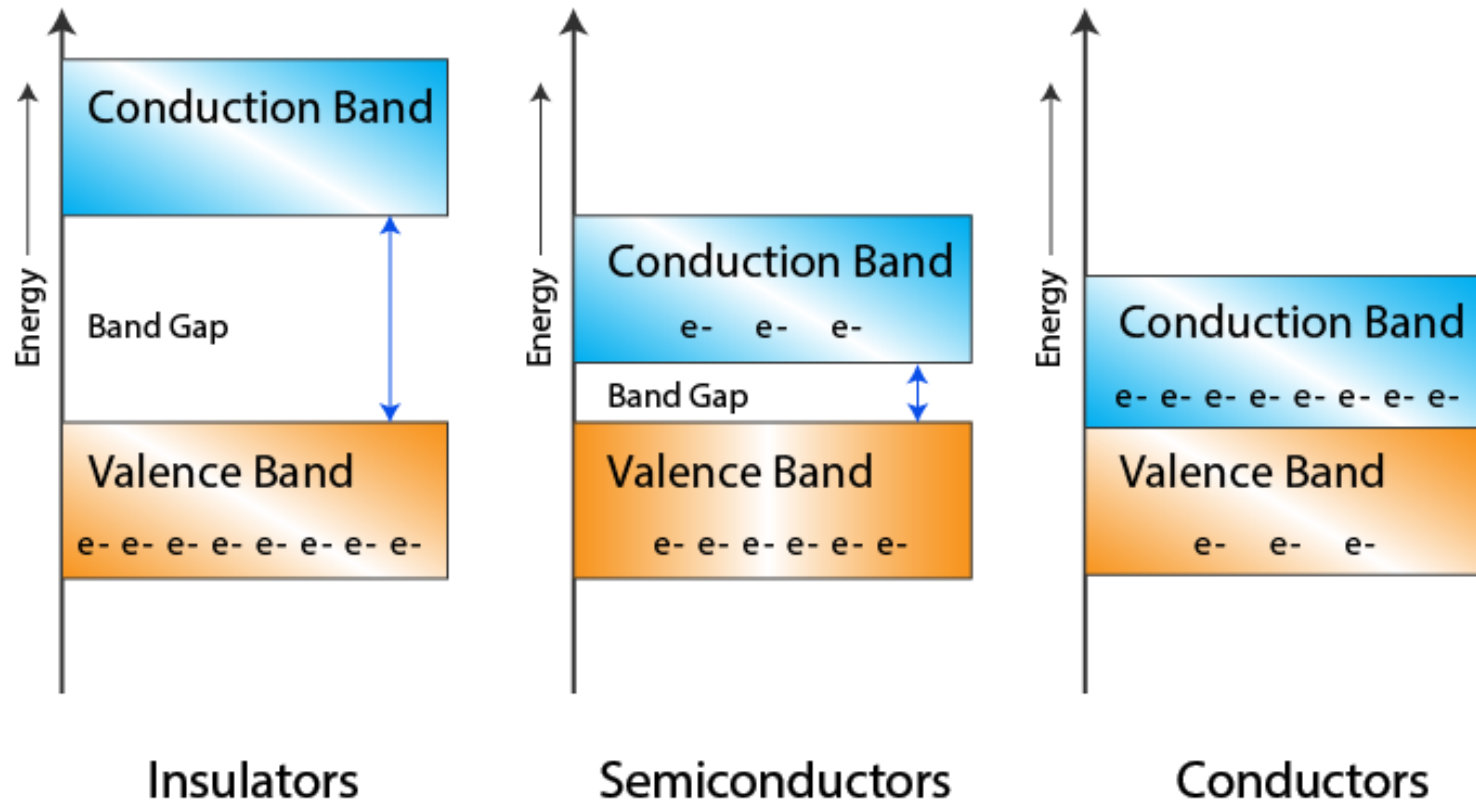 Energy
Conduction Band
Band Gap
Valence Band
e- e- e- e- e- e- e- e-
Insulators
Energy
Conduction Band
e- e- e-
Band Gap
Valence Band
e- e- e- e- e- e-
Semiconductors
Energy
Conduction Band
e- e- e- e- e- e- e- e-
Valence Band
e- e- e-
Conductors